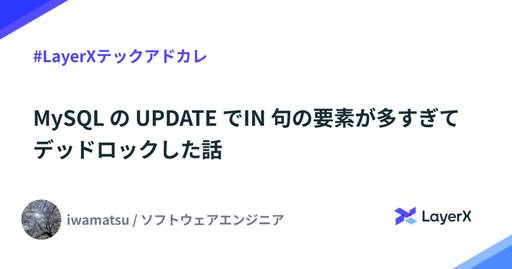 #LayerXテックアドカレ
MySQL の UPDATE でIN 句の要素が多すぎて
デッドロックした話
iwamatsu / ソフトウェアエンジニア
LayerX